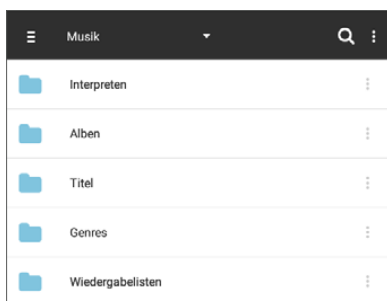 Musik
Interpreten
Alben
Titel
Genres
Wiedergabelisten